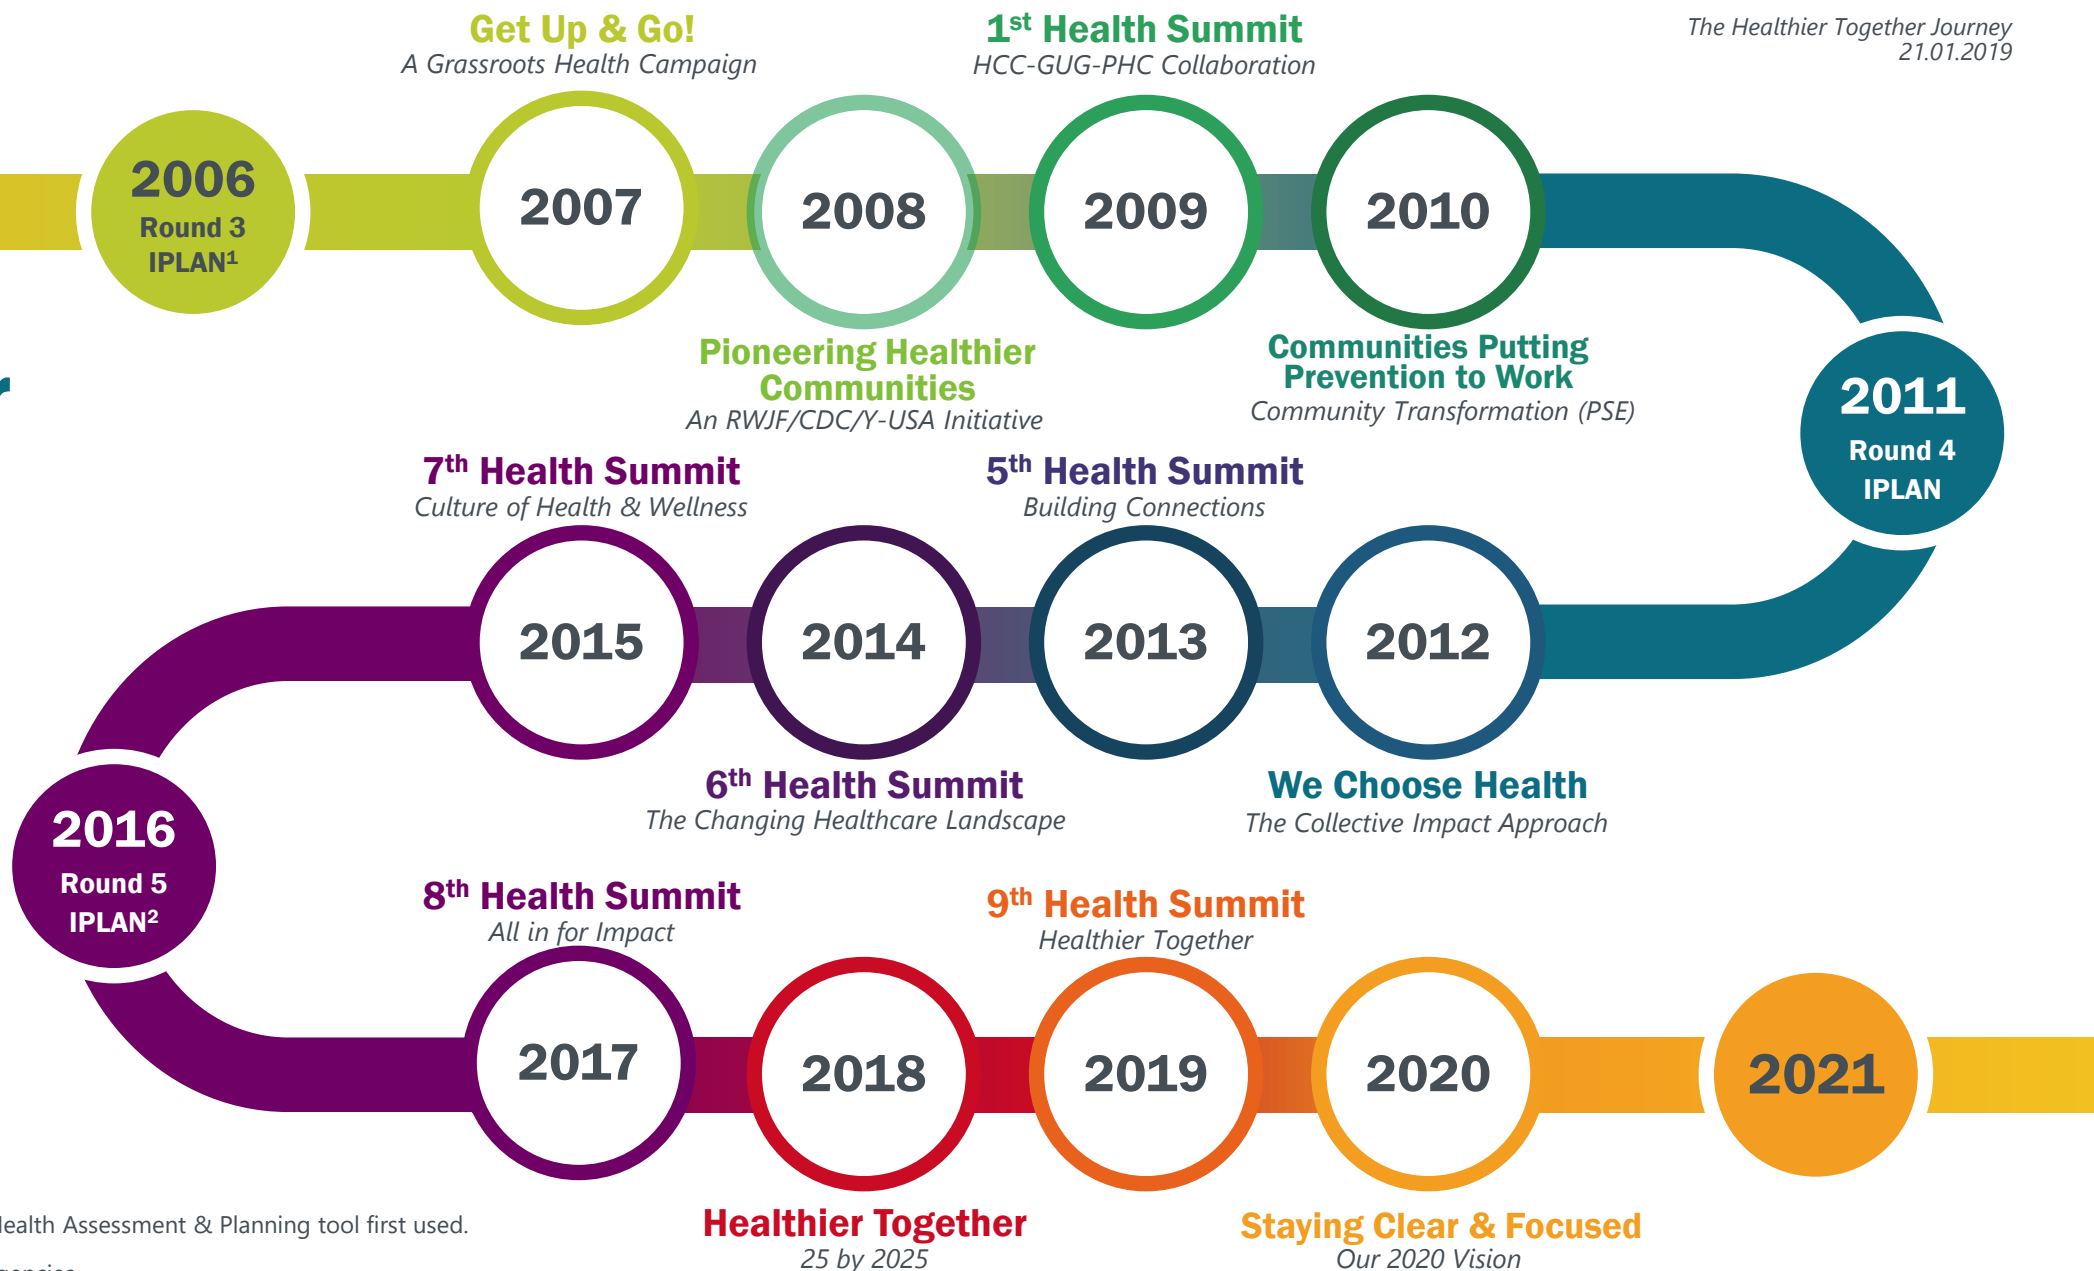 Get Up & Go!
A Grassroots Health Campaign
1st Health Summit
HCC-GUG-PHC Collaboration
The Healthier Together Journey
21.01.2019
2006
Round 3
IPLAN¹
2007
2008
2009
2010
Pioneering Healthier
Communities
An RWJF/CDC/Y-USA Initiative
Communities Putting
Prevention to Work
Community Transformation (PSE)
2011
Round 4
IPLAN
7th Health Summit
Culture of Health & Wellness
5th Health Summit
Building Connections
2015
2014
2013
2012
6th Health Summit
The Changing Healthcare Landscape
We Choose Health
The Collective Impact Approach
2016
Round 5
IPLAN²
8th Health Summit
All in for Impact
9th Health Summit
Healthier Together
2017
2018
2019
2020
2021
Healthier Together
25 by 2025
Staying Clear & Focused
Our 2020 Vision
Health Assessment & Planning tool first used.